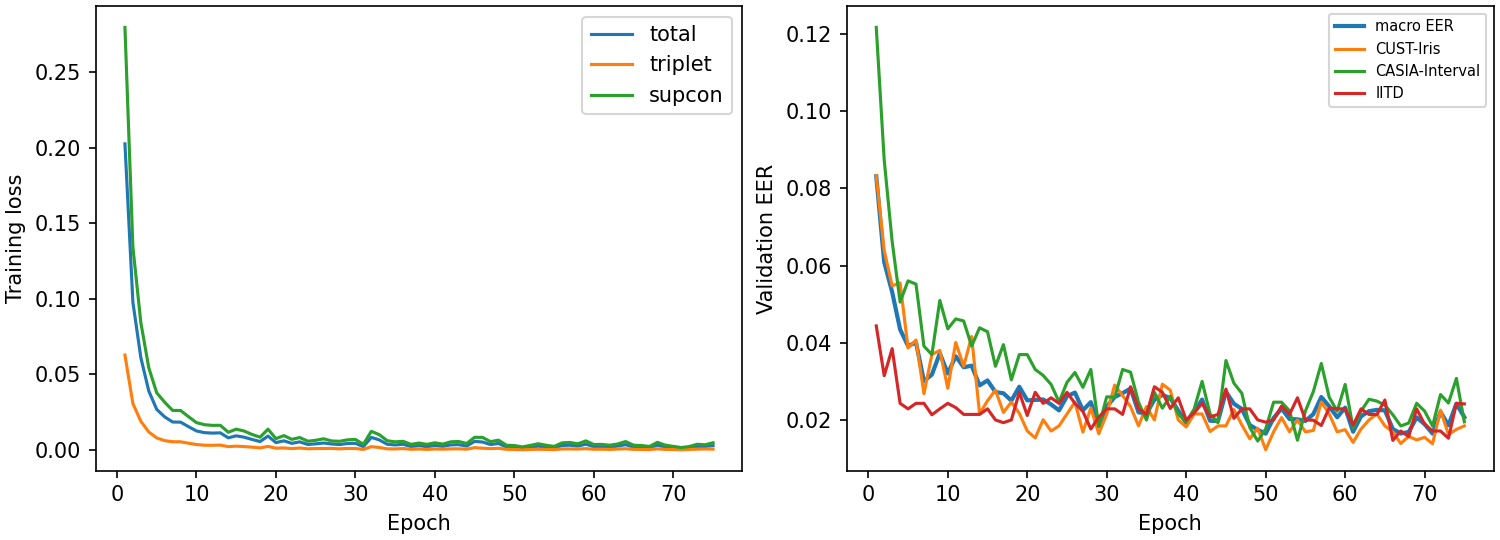 Training loss
0.25
0.20
0.15
0.10
0.05
0.00
0 10 20 30 40 50 60 70
Epoch
total
triplet
supcon
Validation EER
0.12
0.10
0.08
0.06
0.04
0.02
0 10 20 30 40 50 60 70
Epoch
macro EER
CUST-Iris
CASIA-Interval
IITD